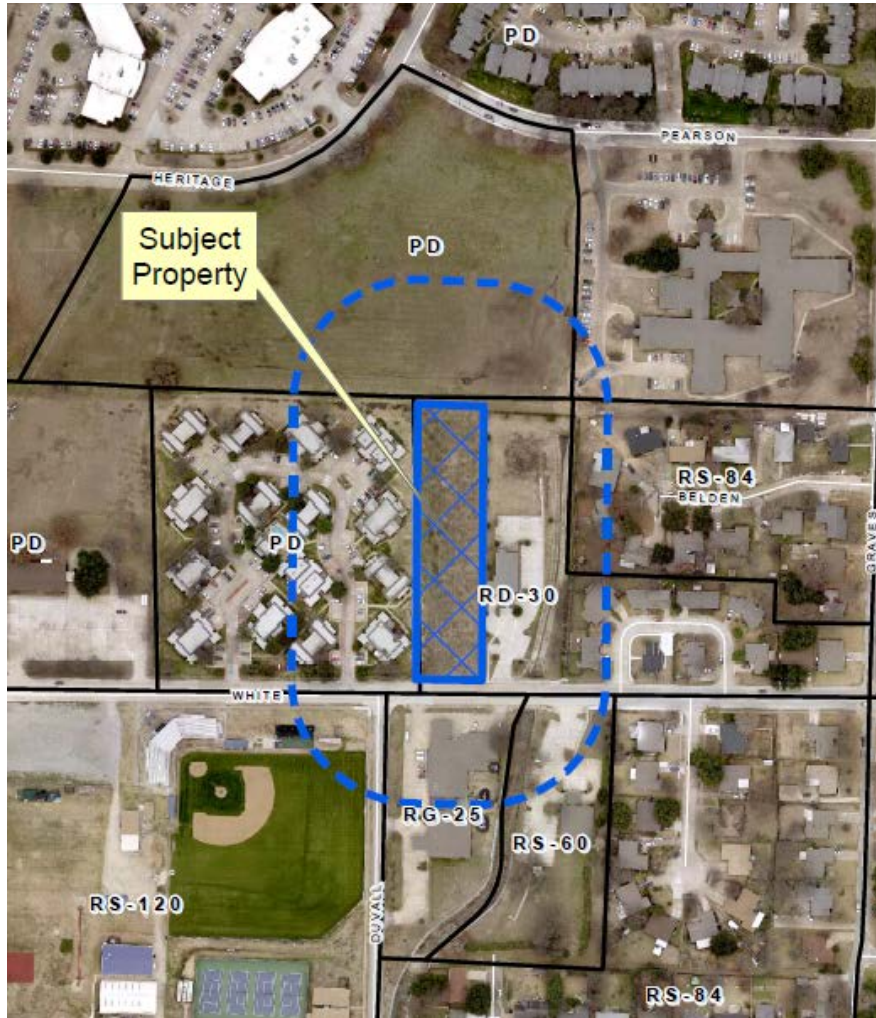 PD
PEARSON
HERITAGE
Subject
Property
PD
RS-84
BELDEN
GRAVES
PD
PD
RD-30
WHITE
RG-25
RS-60
RS-120
DUVALL
RS-84